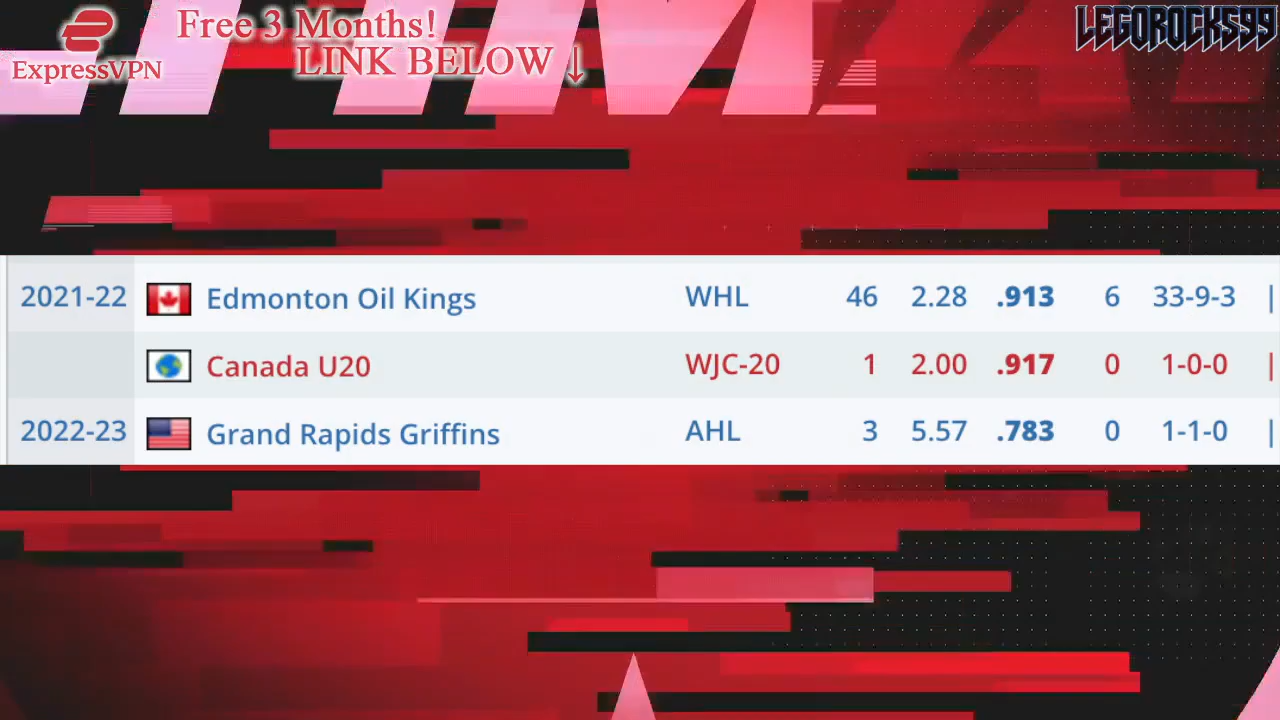 Free 3 Months!
LINK BELOW ↓
ExpressVPN
LEGOROCKS99
2021-22 Edmonton Oil Kings WHL 46 2.28 .913 6 33-9-3 |
Canada U20 WJC-20 1 2.00 .917 0 1-0-0 |
2022-23 Grand Rapids Griffins AHL 3 5.57 .783 0 1-1-0 |